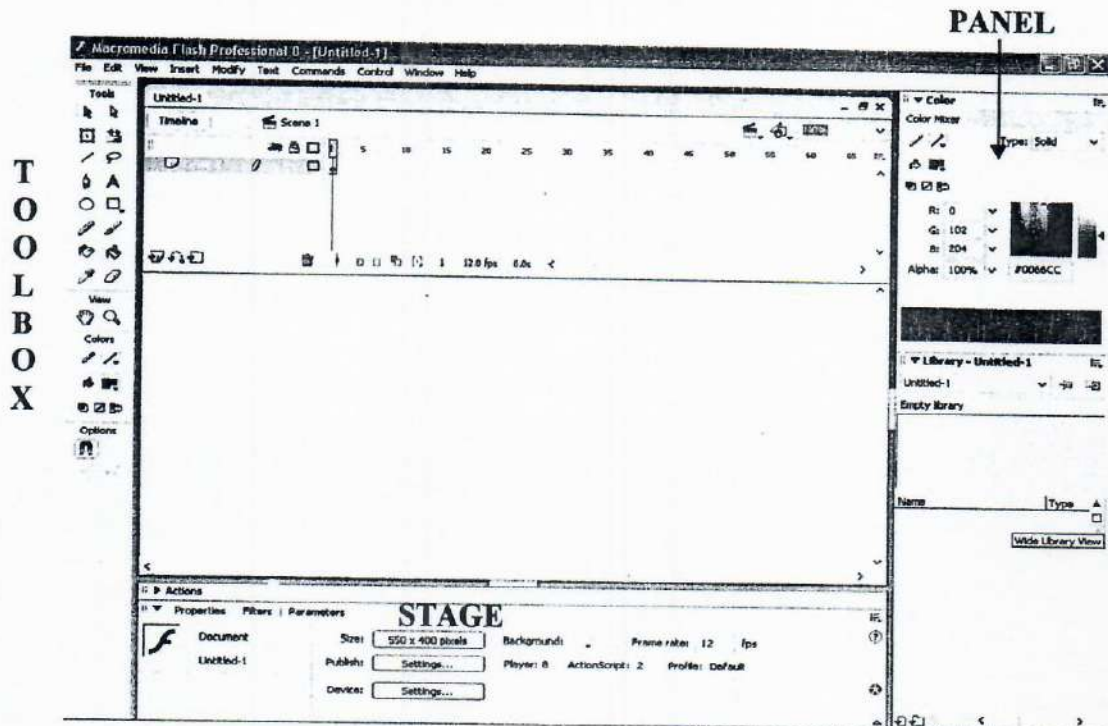 PANEL
Macromedia Flash Professional 8 - [Untitled-1]
File Edit View Insert Modify Text Commands Control Window Help
Tools
Untitled-1
Timeline Scene 1
5 10 15 20 25 30 35 40 45 50 55 60 65
1 12.0 fps 0.0s
TOOLBOX
View
Colors
Options
Color
Color Mixer
Type: Solid
R: 0
G: 102
B: 204
Alpha: 100% #0066CC
Library - Untitled-1
Untitled-1
Empty library
Name Type
Wide Library View
Actions
Properties Filters Parameters
STAGE
Document Size: 550 x 400 pixels Background: Frame rate: 12 fps
Untitled-1 Publish: Settings... Player: 8 ActionScript: 2 Profile: Default
Device: Settings...